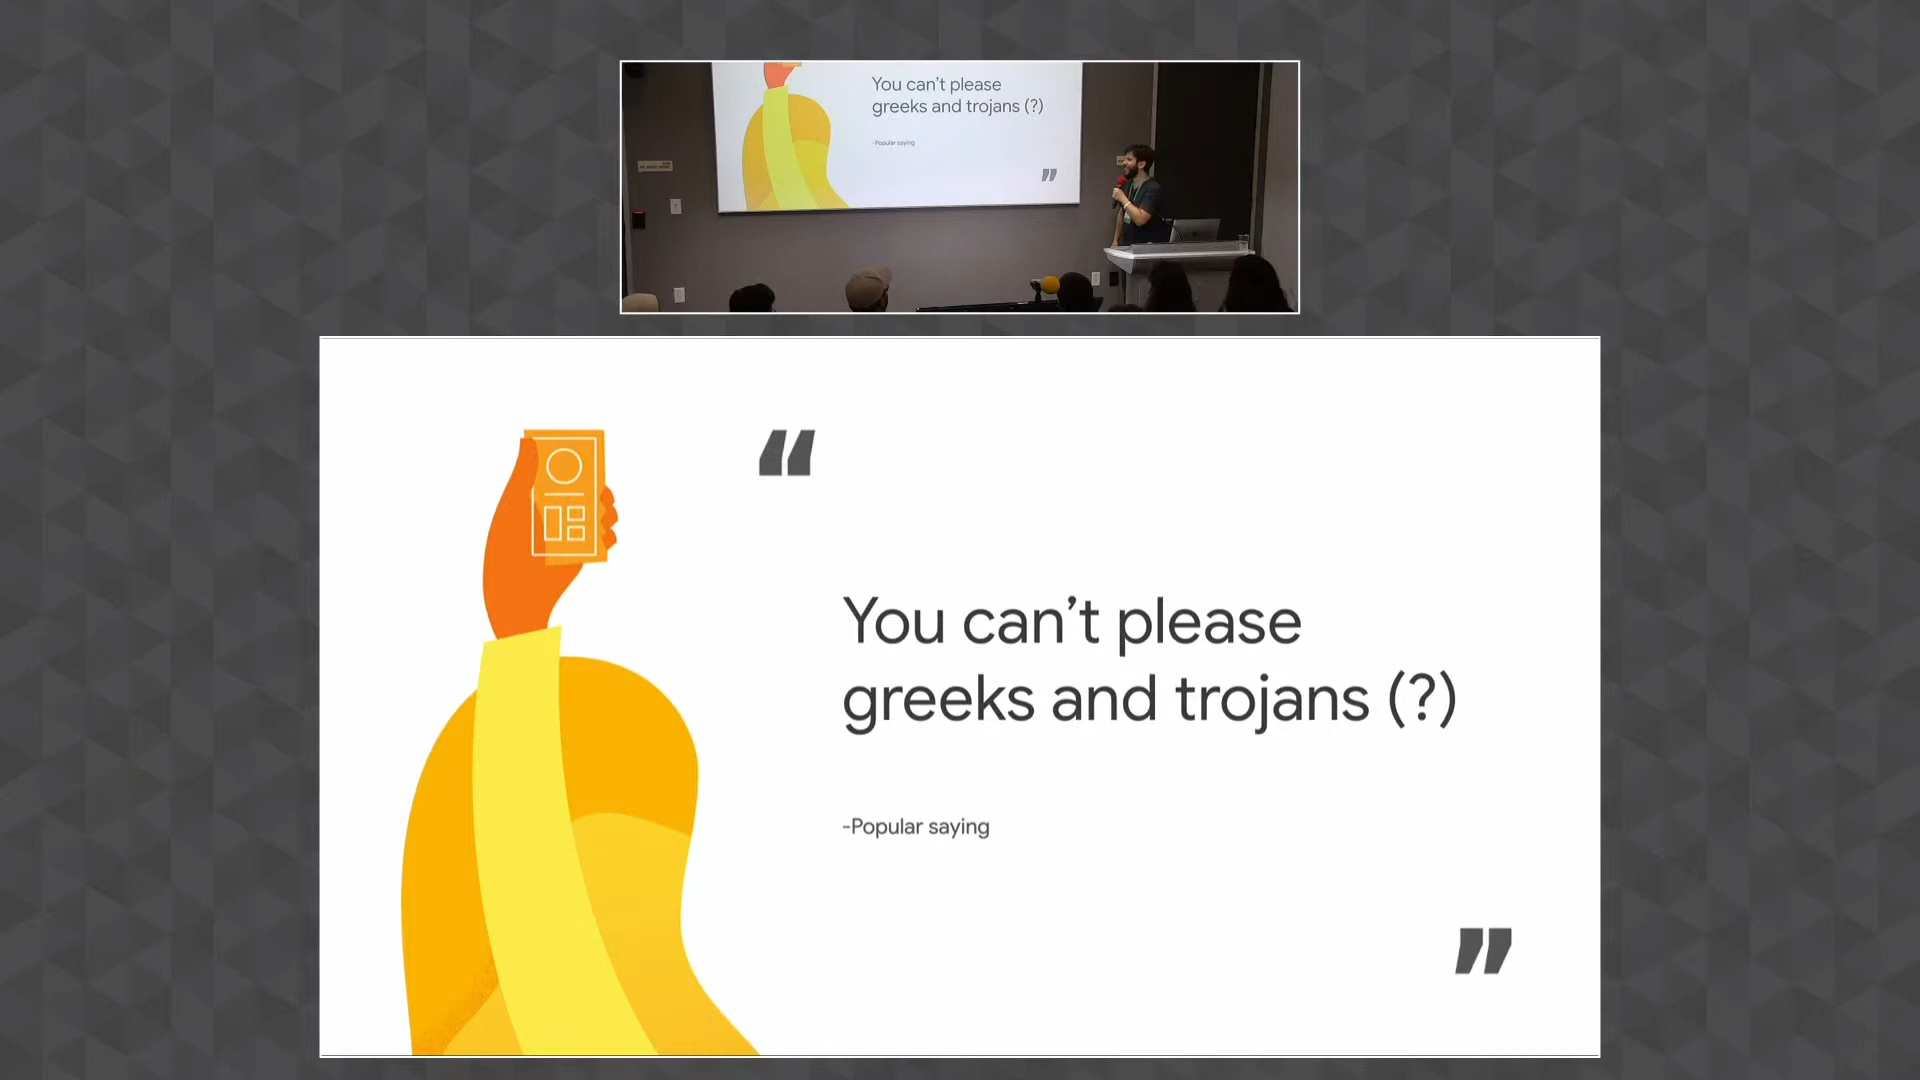 You can’t please
greeks and trojans (?)
-Popular saying
”
“
You can’t please
greeks and trojans (?)
-Popular saying
”